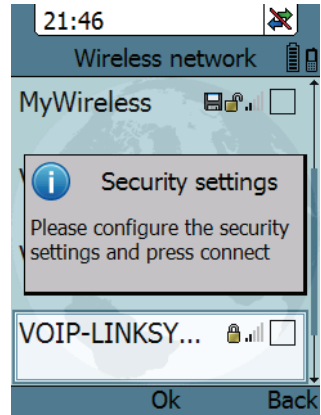 21:46
Wireless network
MyWireless
Security settings
Please configure the security
settings and press connect
VOIP-LINKSY...
Ok
Back